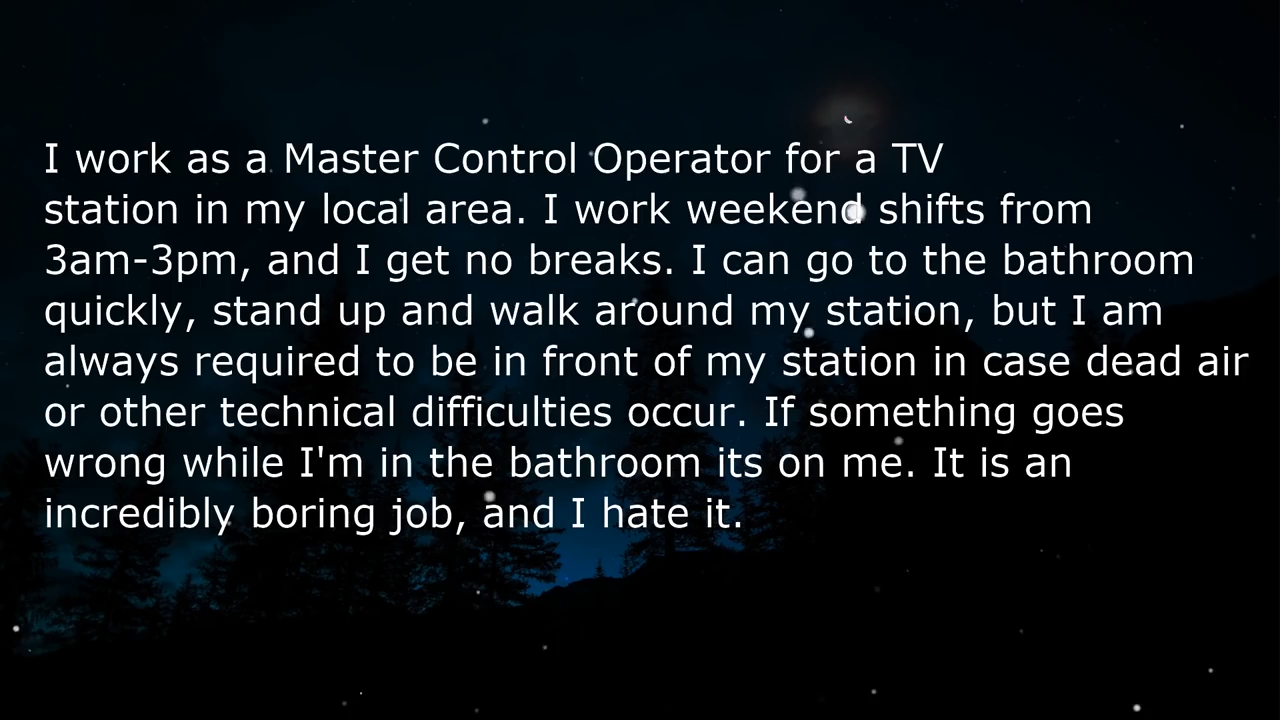 I work as a Master Control Operator for a TV
station in my local area. I work weekend shifts from
3am-3pm, and I get no breaks. I can go to the bathroom
quickly, stand up and walk around my station, but I am
always required to be in front of my station in case dead air
or other technical difficulties occur. If something goes
wrong while I'm in the bathroom its on me. It is an
incredibly boring job, and I hate it.